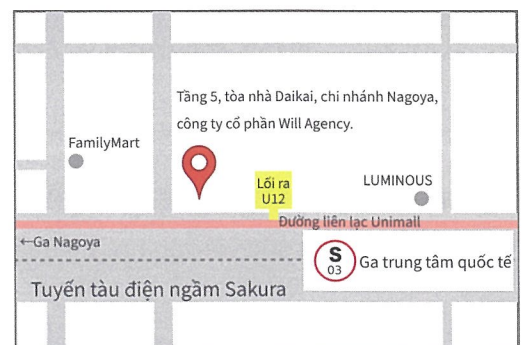 Tầng 5, tòa nhà Daikai, chi nhánh Nagoya,
công ty cổ phần Will Agency.
FamilyMart
Lối ra
U12
LUMINOUS
Đường liên lạc Unimall
←Ga Nagoya
S
03
Ga trung tâm quốc tế
Tuyến tàu điện ngầm Sakura